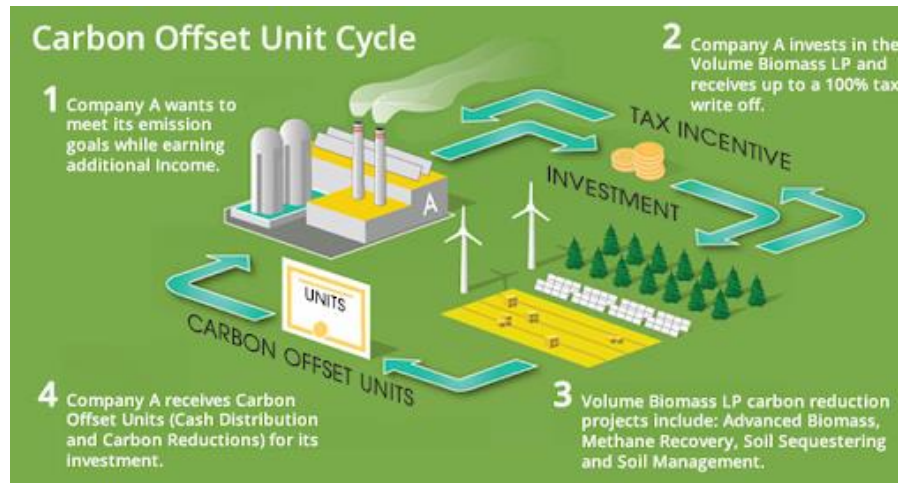 Carbon Offset Unit Cycle
1 Company A wants to
meet its emission
goals while earning
additional Income.
2 Company A invests in the
Volume Biomass LP and
receives up to a 100% tax
write off.
TAX INCENTIVE
INVESTMENT
A
UNITS
CARBON OFFSET UNITS
4 Company A receives Carbon
Offset Units (Cash Distribution
and Carbon Reductions) for its
investment.
3 Volume Biomass LP carbon reduction
projects include: Advanced Biomass,
Methane Recovery, Soil Sequestering
and Soil Management.